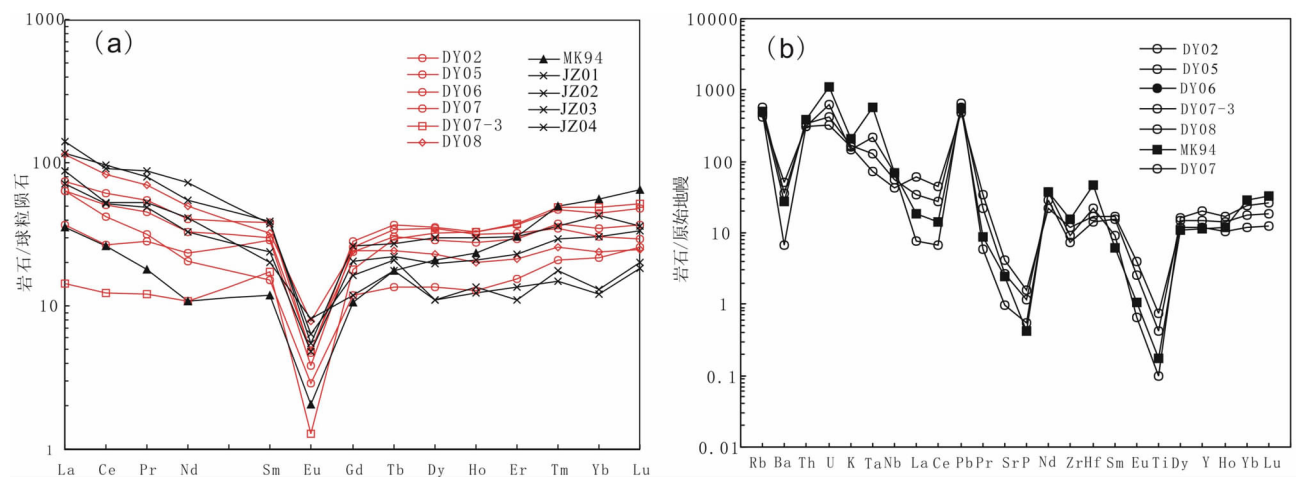 (a)
1000
100
10
1
岩石/球粒陨石
DY02
DY05
DY06
DY07
DY07-3
DY08
MK94
JZ01
JZ02
JZ03
JZ04
La Ce Pr Nd Sm Eu Gd Tb Dy Ho Er Tm Yb Lu
(b)
10000
1000
100
10
1
0.1
0.01
岩石/原始地幔
DY02
DY05
DY06
DY07-3
DY08
MK94
DY07
Rb Ba Th U K Ta Nb La Ce Pb Pr Sr P Nd Zr Hf Sm Eu Ti Dy Y Ho Yb Lu